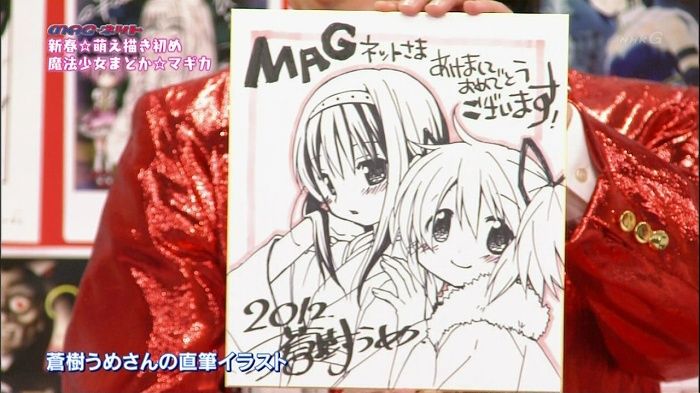 MAG・ネット
新春☆萌え描き初め
魔法少女まどか☆マギカ
NHK G
MAGネットさま
あけまして
おめでとう
ございます!
2012
蒼樹うめ
蒼樹うめさんの直筆イラスト